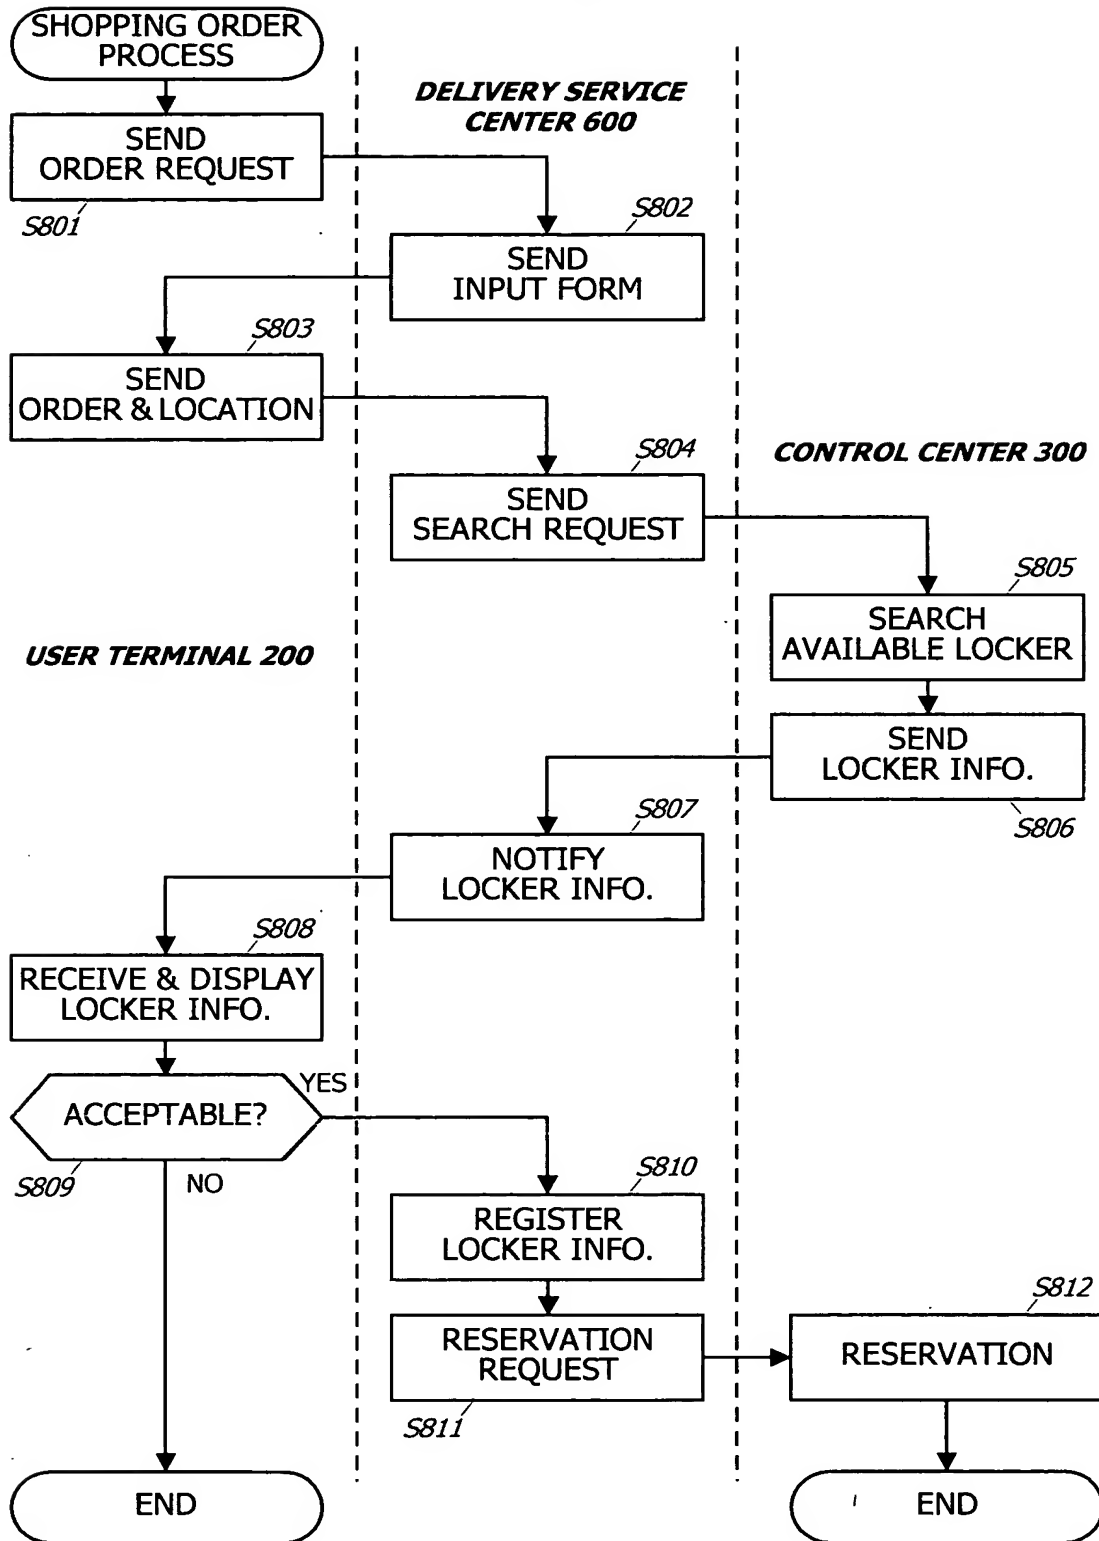 SHOPPING ORDER
PROCESS
DELIVERY SERVICE
CENTER 600
SEND
ORDER REQUEST
S801
S802
SEND
INPUT FORM
S803
SEND
ORDER & LOCATION
S804
SEND
SEARCH REQUEST
CONTROL CENTER 300
S805
SEARCH
AVAILABLE LOCKER
USER TERMINAL 200
SEND
LOCKER INFO.
S806
S807
NOTIFY
LOCKER INFO.
S808
RECEIVE & DISPLAY
LOCKER INFO.
YES
ACCEPTABLE?
S809
NO
S810
REGISTER
LOCKER INFO.
S811
RESERVATION
REQUEST
S812
RESERVATION
END
END